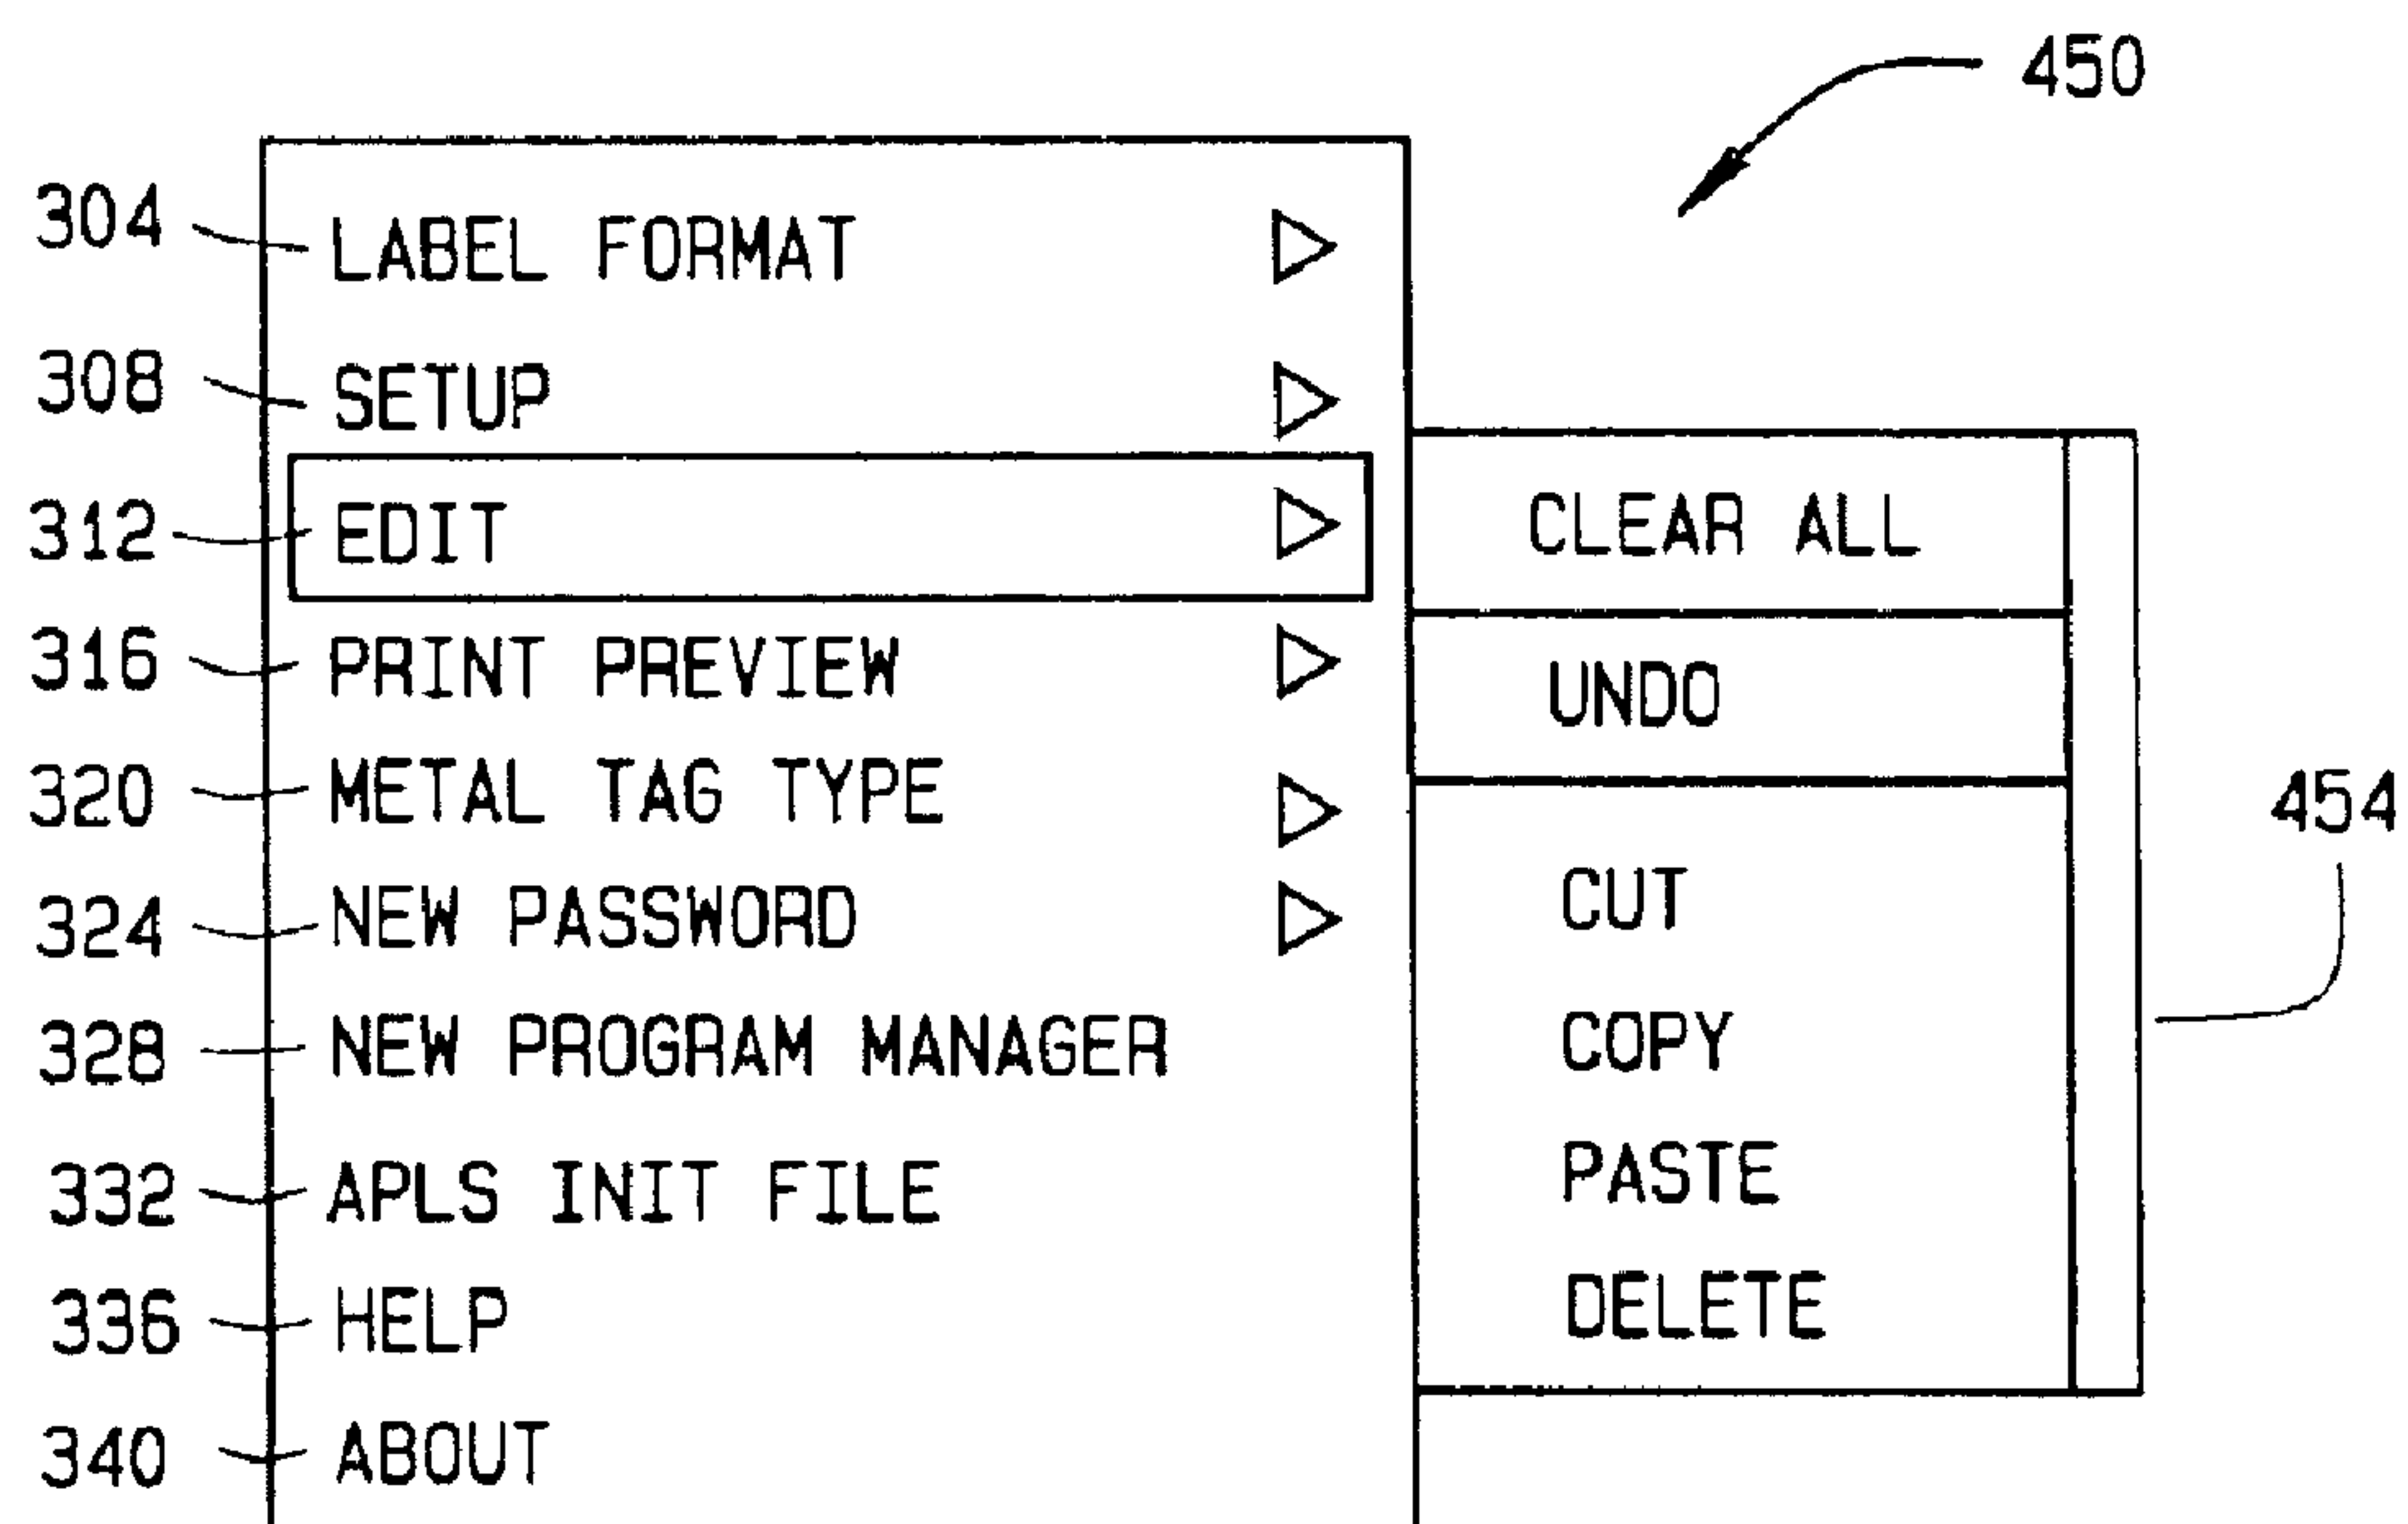 450
304 LABEL FORMAT
308 SETUP
312 EDIT
316 PRINT PREVIEW
320 METAL TAG TYPE
324 NEW PASSWORD
328 NEW PROGRAM MANAGER
332 APLS INIT FILE
336 HELP
340 ABOUT
CLEAR ALL
UNDO
CUT
COPY
PASTE
DELETE
454